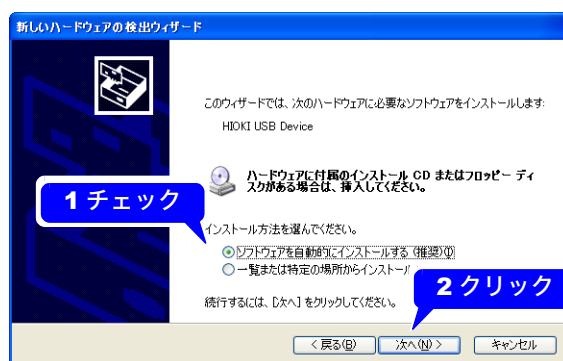 新しいハードウェアの検出ウィザード
このウィザードでは、次のハードウェアに必要なソフトウェアをインストールします:
HIOKI USB Device
ハードウェアに付属のインストール CD またはフロッピー ディ
スクがある場合は、挿入してください。
1 チェック
インストール方法を選んでください。
ソフトウェアを自動的にインストールする (推奨)(I)
一覧または特定の場所からインストール
2 クリック
続行するには、[次へ] をクリックしてください。
< 戻る(B)
次へ(N) >
キャンセル